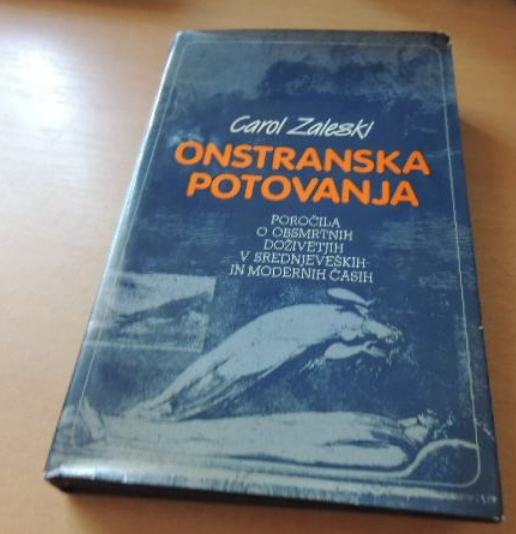 Carol Zaleski
ONSTRANSKA
POTOVANJA
POROČILA
O OBSMRTNIH
DOŽIVETJIH
V SREDNJEVEŠKIH
IN MODERNIH ČASIH